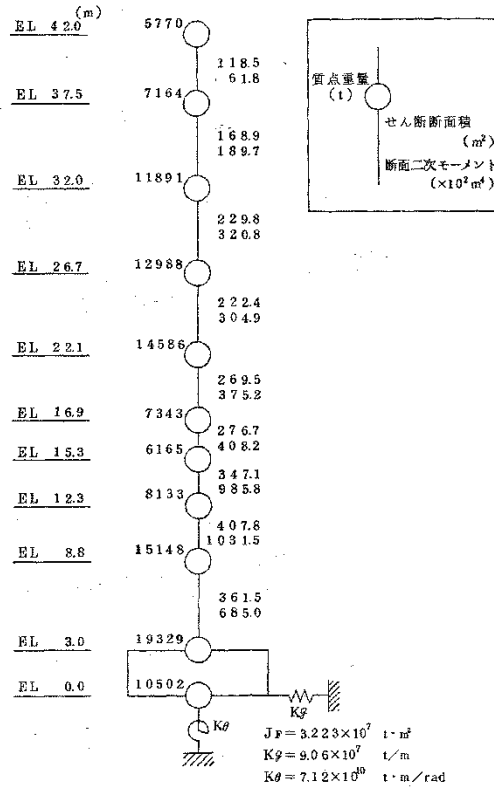 (m)
EL 42.0
5770
118.5
61.8
EL 37.5
7164
168.9
189.7
EL 32.0
11891
229.8
320.8
EL 26.7
12988
222.4
304.9
EL 22.1
14586
269.5
375.2
EL 16.9
7343
276.7
408.2
EL 15.3
6165
347.1
985.8
EL 12.3
8133
407.8
1031.5
EL 8.8
15148
361.5
685.0
EL 3.0
19329
EL 0.0
10502
Kθ
質点重量
(t)
せん断断面積
(m²)
断面二次モーメント
(×10²m⁴)
JF=3.223×10⁷ t·m²
=9.06×10⁷ t/m
Kθ=7.12×10¹⁰ t·m/rad